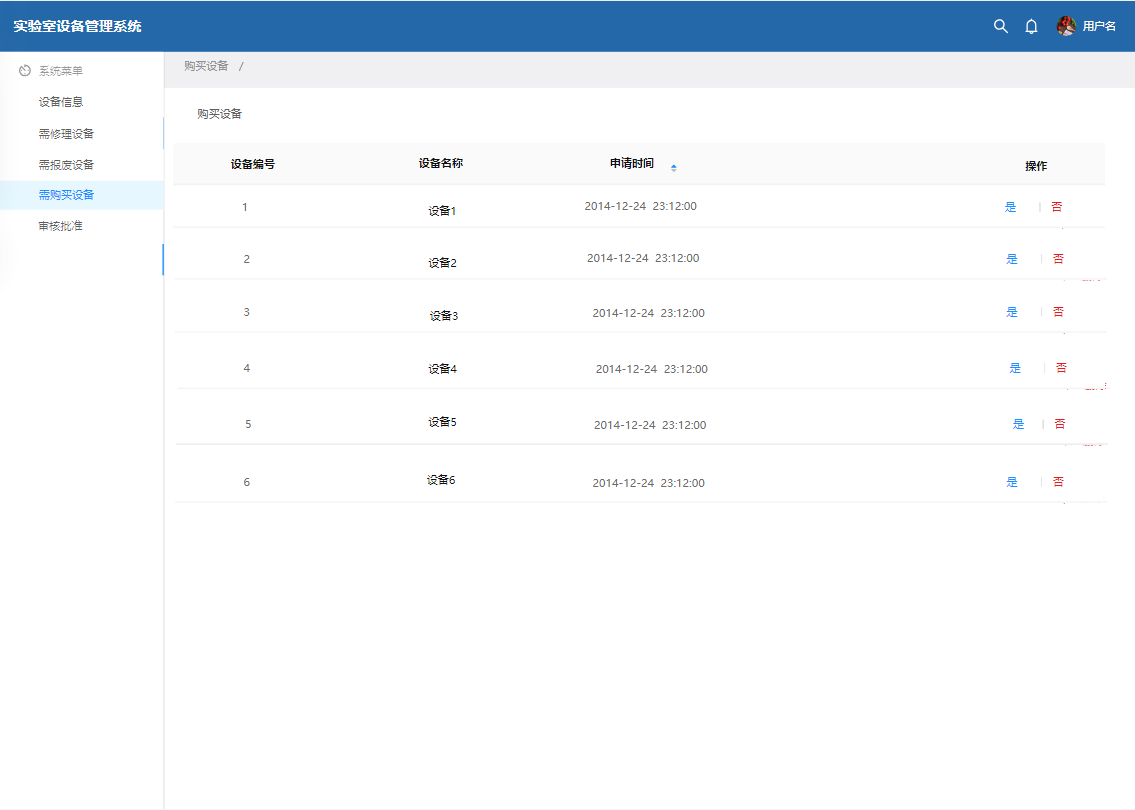 实验室设备管理系统 用户名
系统菜单
设备信息
需修理设备
需报废设备
需购买设备
审核批准
购买设备 /
购买设备
设备编号 设备名称 申请时间 操作
1 设备1 2014-12-24 23:12:00 是 | 否
2 设备2 2014-12-24 23:12:00 是 | 否
3 设备3 2014-12-24 23:12:00 是 | 否
4 设备4 2014-12-24 23:12:00 是 | 否
5 设备5 2014-12-24 23:12:00 是 | 否
6 设备6 2014-12-24 23:12:00 是 | 否